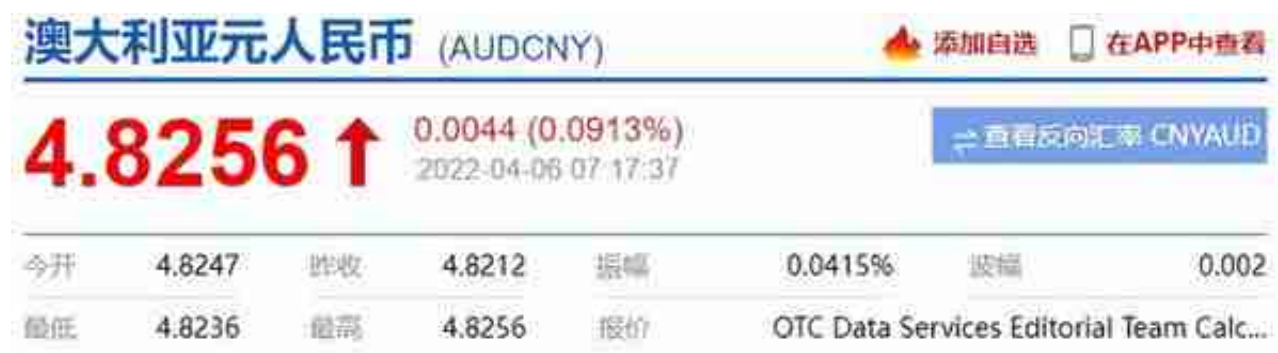 澳大利亚元人民币 (AUDCNY) 添加自选 在APP中查看
4.8256 ↑ 0.0044 (0.0913%) 查看反向汇率 CNYAUD
2022-04-06 07:17:37
今开 4.8247 昨收 4.8212 振幅 0.0415% 波幅 0.002
最低 4.8236 最高 4.8256 报价 OTC Data Services Editorial Team Calc...